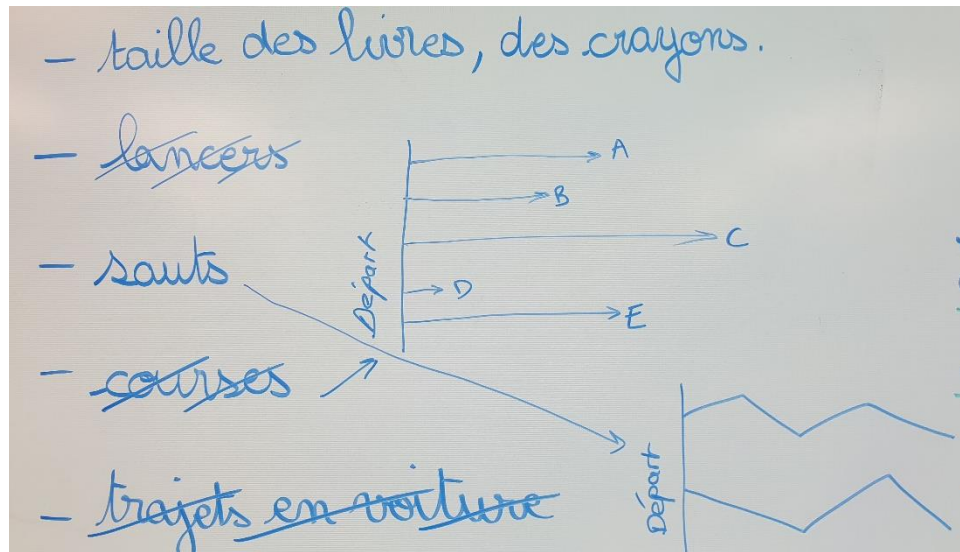 - taille des livres, des crayons.
- lancers
A
B
- sauts
C
Départ
D
E
- courses
Départ
- trajets en voiture